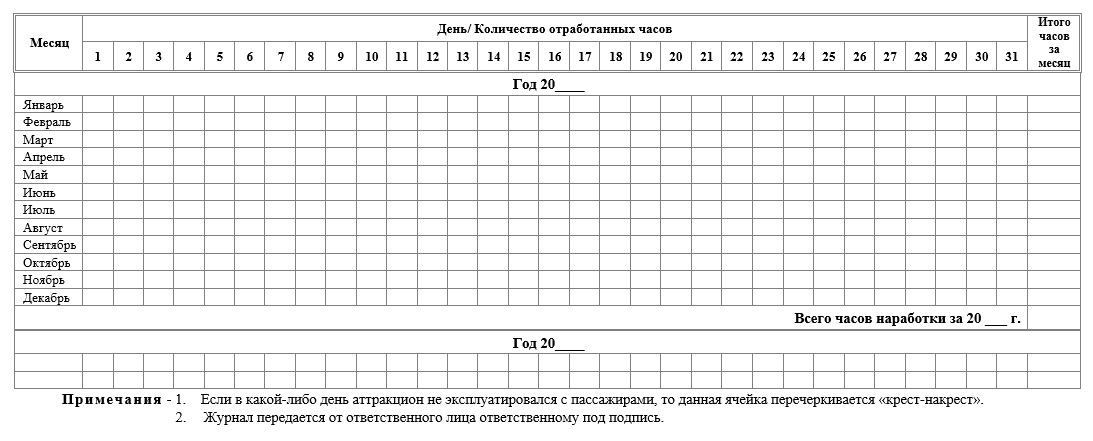 Месяц День/ Количество отработанных часов Итого часов за месяц
1 2 3 4 5 6 7 8 9 10 11 12 13 14 15 16 17 18 19 20 21 22 23 24 25 26 27 28 29 30 31
Год 20____
Январь
Февраль
Март
Апрель
Май
Июнь
Июль
Август
Сентябрь
Октябрь
Ноябрь
Декабрь
Всего часов наработки за 20 ___ г.
Год 20____
Примечания - 1. Если в какой-либо день аттракцион не эксплуатировался с пассажирами, то данная ячейка перечеркивается «крест-накрест».
2. Журнал передается от ответственного лица ответственному под подпись.